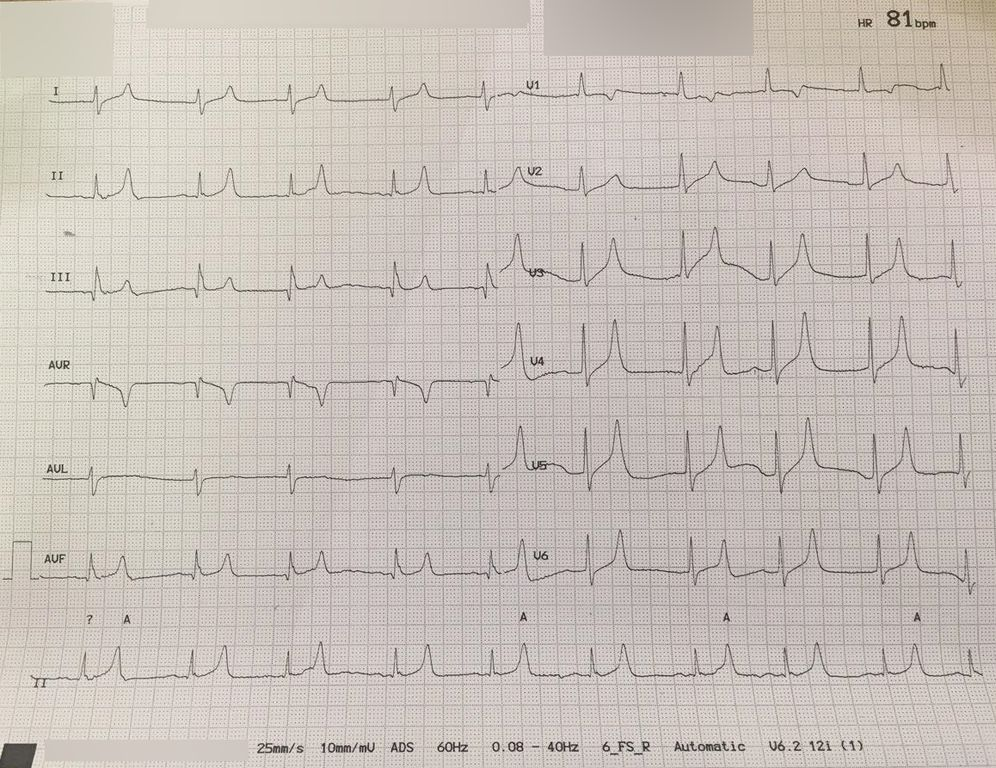 HR 81bpm
I
V1
II
V2
III
V3
AVR
V4
AVL
V5
AVF
V6
? A A A A
II
25mm/s 10mm/mV ADS 60Hz 0.08 - 40Hz 6_FS_R Automatic V6.2 12i (1)